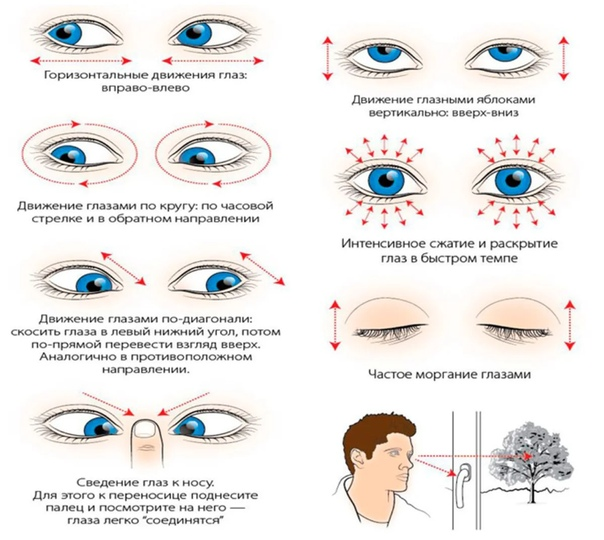 Горизонтальные движения глаз:
вправо-влево
Движение глазными яблоками
вертикально: вверх-вниз
Движение глазами по кругу: по часовой
стрелке и в обратном направлении
Интенсивное сжатие и раскрытие
глаз в быстром темпе
Движение глазами по-диагонали:
скосить глаза в левый нижний угол, потом
по-прямой перевести взгляд вверх.
Аналогично в противоположном
направлении.
Частое моргание глазами
Сведение глаз к носу.
Для этого к переносице поднесите
палец и посмотрите на него —
глаза легко “соединятся”